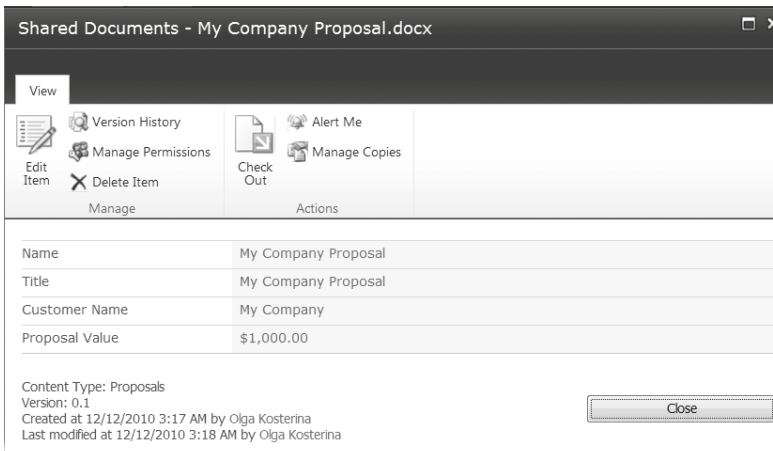 Shared Documents - My Company Proposal.docx
View
Edit
Item
Version History
Manage Permissions
Delete Item
Manage
Check
Out
Alert Me
Manage Copies
Actions
Name My Company Proposal
Title My Company Proposal
Customer Name My Company
Proposal Value $1,000.00
Content Type: Proposals
Version: 0.1
Created at 12/12/2010 3:17 AM by Olga Kosterina
Last modified at 12/12/2010 3:18 AM by Olga Kosterina
Close